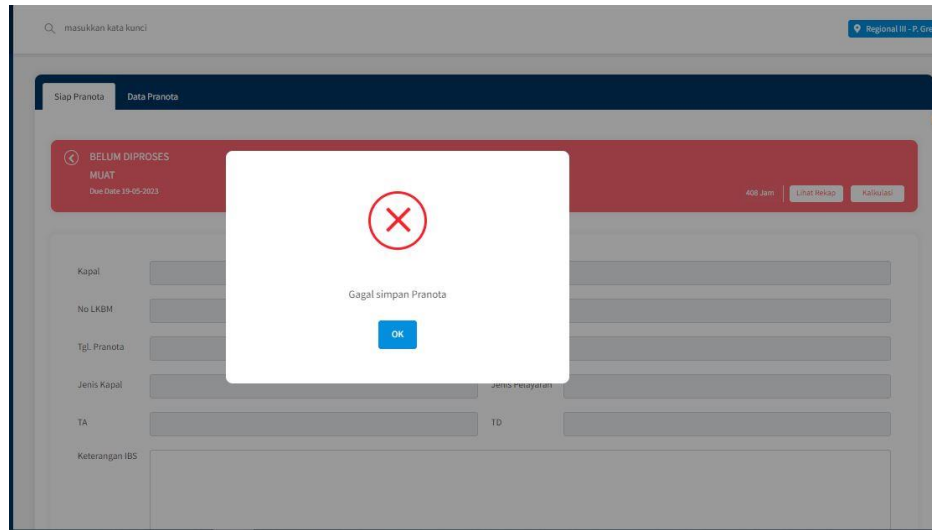 masukkan kata kunci
Regional III - P. Gre
Siap Pranota Data Pranota
BELUM DIPROSES
MUAT
Due Date 19-05-2023
408 Jam Lihat Rekap Kalkulasi
Gagal simpan Pranota
OK
Kapal
No LKBM
Tgl. Pranota
Jenis Kapal Jenis Pelayaran
TA TD
Keterangan IBS